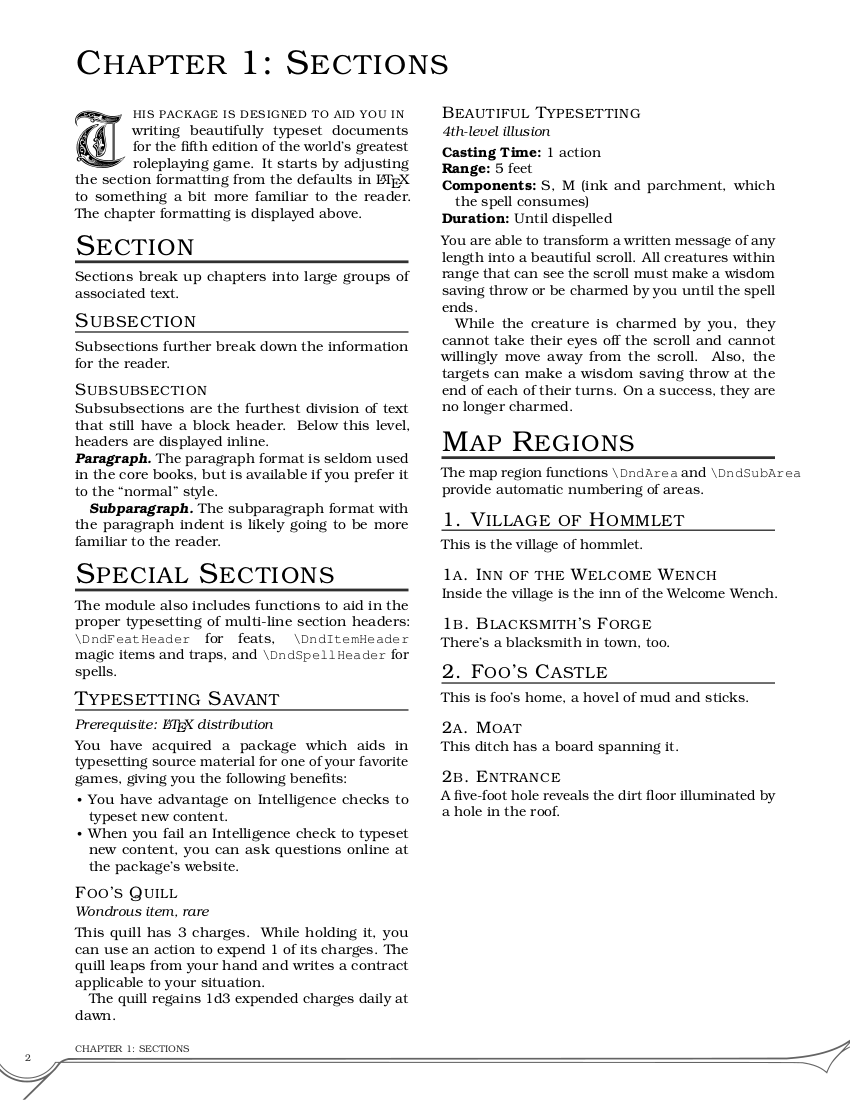 CHAPTER 1: SECTIONS
THIS PACKAGE IS DESIGNED TO AID YOU IN
writing beautifully typeset documents
for the fifth edition of the world's greatest
roleplaying game. It starts by adjusting
the section formatting from the defaults in LATEX
to something a bit more familiar to the reader.
The chapter formatting is displayed above.
SECTION
Sections break up chapters into large groups of
associated text.
SUBSECTION
Subsections further break down the information
for the reader.
SUBSUBSECTION
Subsubsections are the furthest division of text
that still have a block header. Below this level,
headers are displayed inline.
Paragraph. The paragraph format is seldom used
in the core books, but is available if you prefer it
to the “normal” style.
Subparagraph. The subparagraph format with
the paragraph indent is likely going to be more
familiar to the reader.
SPECIAL SECTIONS
The module also includes functions to aid in the
proper typesetting of multi-line section headers:
\DndFeatHeader for feats, \DndItemHeader
magic items and traps, and \DndSpellHeader for
spells.
TYPESETTING SAVANT
Prerequisite: LATEX distribution
You have acquired a package which aids in
typesetting source material for one of your favorite
games, giving you the following benefits:
• You have advantage on Intelligence checks to
typeset new content.
• When you fail an Intelligence check to typeset
new content, you can ask questions online at
the package's website.
FOO'S QUILL
Wondrous item, rare
This quill has 3 charges. While holding it, you
can use an action to expend 1 of its charges. The
quill leaps from your hand and writes a contract
applicable to your situation.
The quill regains 1d3 expended charges daily at
dawn.
BEAUTIFUL TYPESETTING
4th-level illusion
Casting Time: 1 action
Range: 5 feet
Components: S, M (ink and parchment, which
the spell consumes)
Duration: Until dispelled
You are able to transform a written message of any
length into a beautiful scroll. All creatures within
range that can see the scroll must make a wisdom
saving throw or be charmed by you until the spell
ends.
While the creature is charmed by you, they
cannot take their eyes off the scroll and cannot
willingly move away from the scroll. Also, the
targets can make a wisdom saving throw at the
end of each of their turns. On a success, they are
no longer charmed.
MAP REGIONS
The map region functions \DndArea and \DndSubArea
provide automatic numbering of areas.
1. VILLAGE OF HOMMLET
This is the village of hommlet.
1A. INN OF THE WELCOME WENCH
Inside the village is the inn of the Welcome Wench.
1B. BLACKSMITH'S FORGE
There's a blacksmith in town, too.
2. FOO'S CASTLE
This is foo's home, a hovel of mud and sticks.
2A. MOAT
This ditch has a board spanning it.
2B. ENTRANCE
A five-foot hole reveals the dirt floor illuminated by
a hole in the roof.
CHAPTER 1: SECTIONS
2